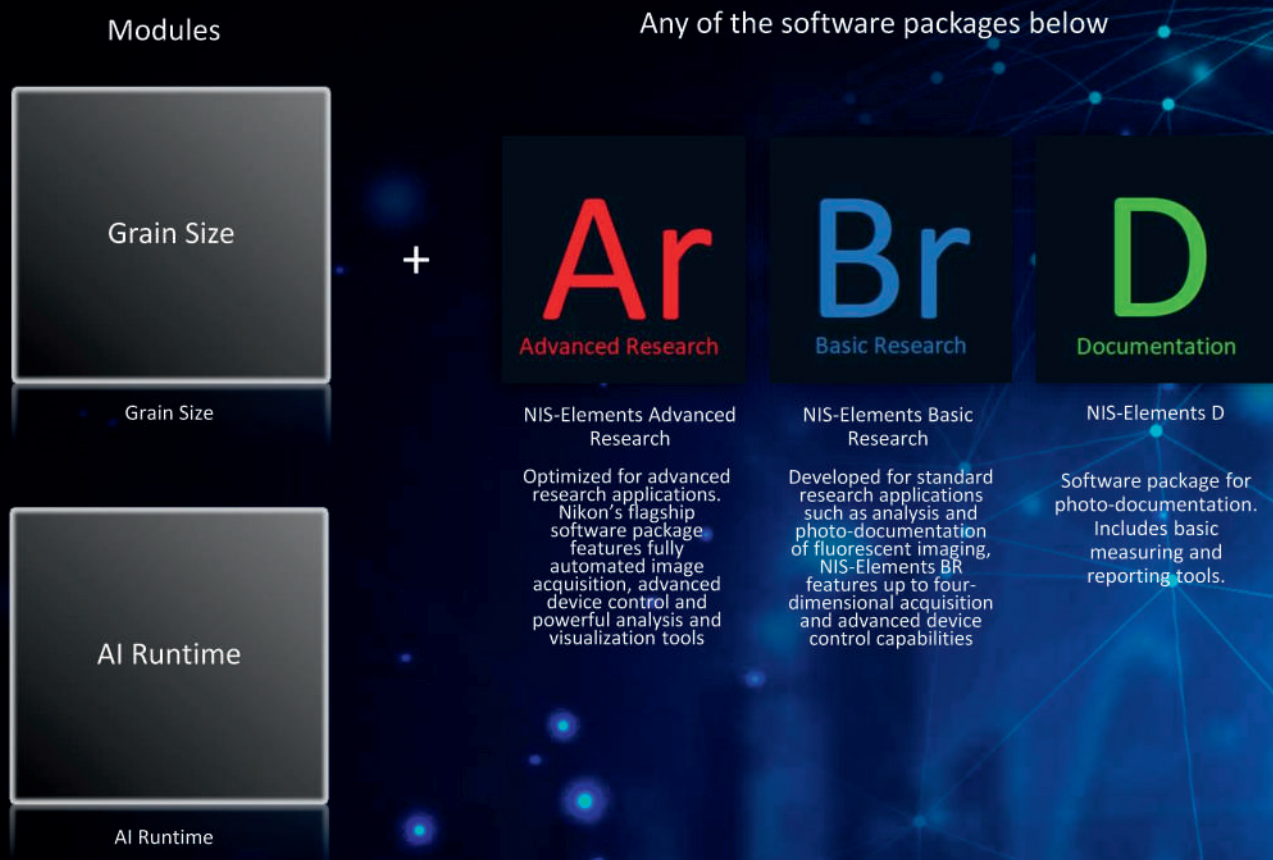 Modules
Any of the software packages below
Grain Size
Grain Size
+
Ar
Advanced Research
Br
Basic Research
D
Documentation
NIS-Elements Advanced
Research
Optimized for advanced
research applications.
Nikon's flagship
software package
features fully
automated image
acquisition, advanced
device control and
powerful analysis and
visualization tools
NIS-Elements Basic
Research
Developed for standard
research applications
such as analysis and
photo-documentation
of fluorescent imaging,
NIS-Elements BR
features up to four-
dimensional acquisition
and advanced device
control capabilities
NIS-Elements D
Software package for
photo-documentation.
Includes basic
measuring and
reporting tools.
AI Runtime
AI Runtime